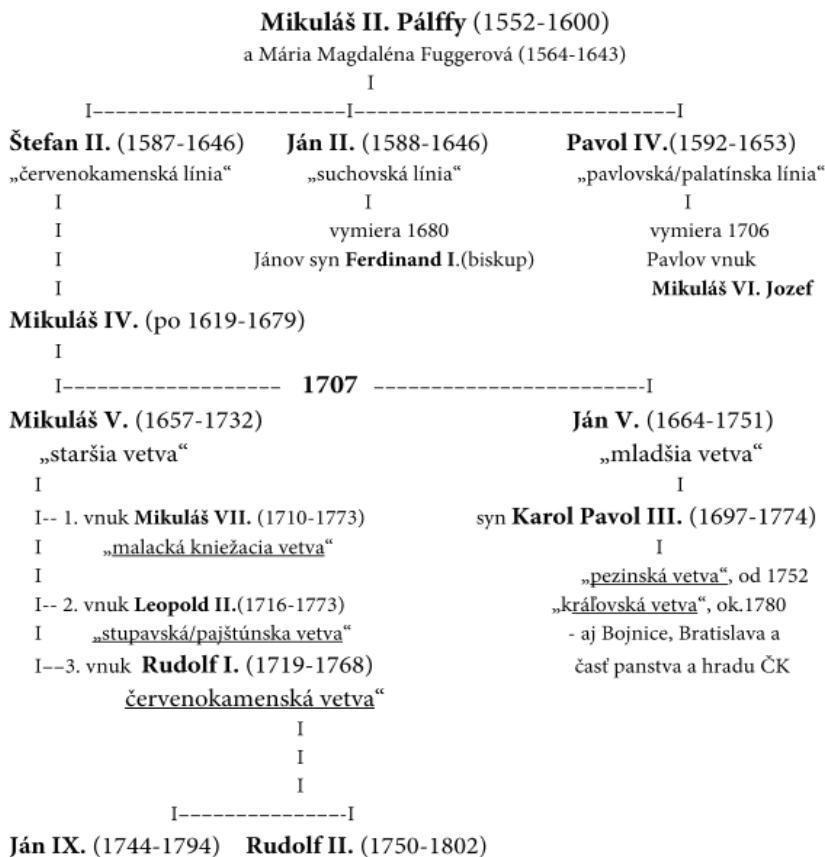 Mikuláš II. Pálffy (1552-1600)
a Mária Magdaléna Fuggerová (1564-1643)
I
I––––––––––––––––––––––I––––––––––––––––––––––––––––I
Štefan II. (1587-1646) Ján II. (1588-1646) Pavol IV.(1592-1653)
„červenokamenská línia“ „suchovská línia“ „pavlovská/palatínska línia“
I I I
I vymiera 1680 vymiera 1706
I Jánov syn Ferdinand I.(biskup) Pavlov vnuk
I Mikuláš VI. Jozef
Mikuláš IV. (po 1619-1679)
I
I------------------- 1707 ------------------------I
Mikuláš V. (1657-1732) Ján V. (1664-1751)
„staršia vetva“ „mladšia vetva“
I I
I-- 1. vnuk Mikuláš VII. (1710-1773) syn Karol Pavol III. (1697-1774)
I „malacká kniežacia vetva“ I
I „pezinská vetva“, od 1752
I-- 2. vnuk Leopold II.(1716-1773) „kráľovská vetva“, ok.1780
I „stupavská/pajštúnska vetva“ - aj Bojnice, Bratislava a
I––3. vnuk Rudolf I. (1719-1768) časť panstva a hradu ČK
červenokamenská vetva“
I
I
I
I---------------I
Ján IX. (1744-1794) Rudolf II. (1750-1802)